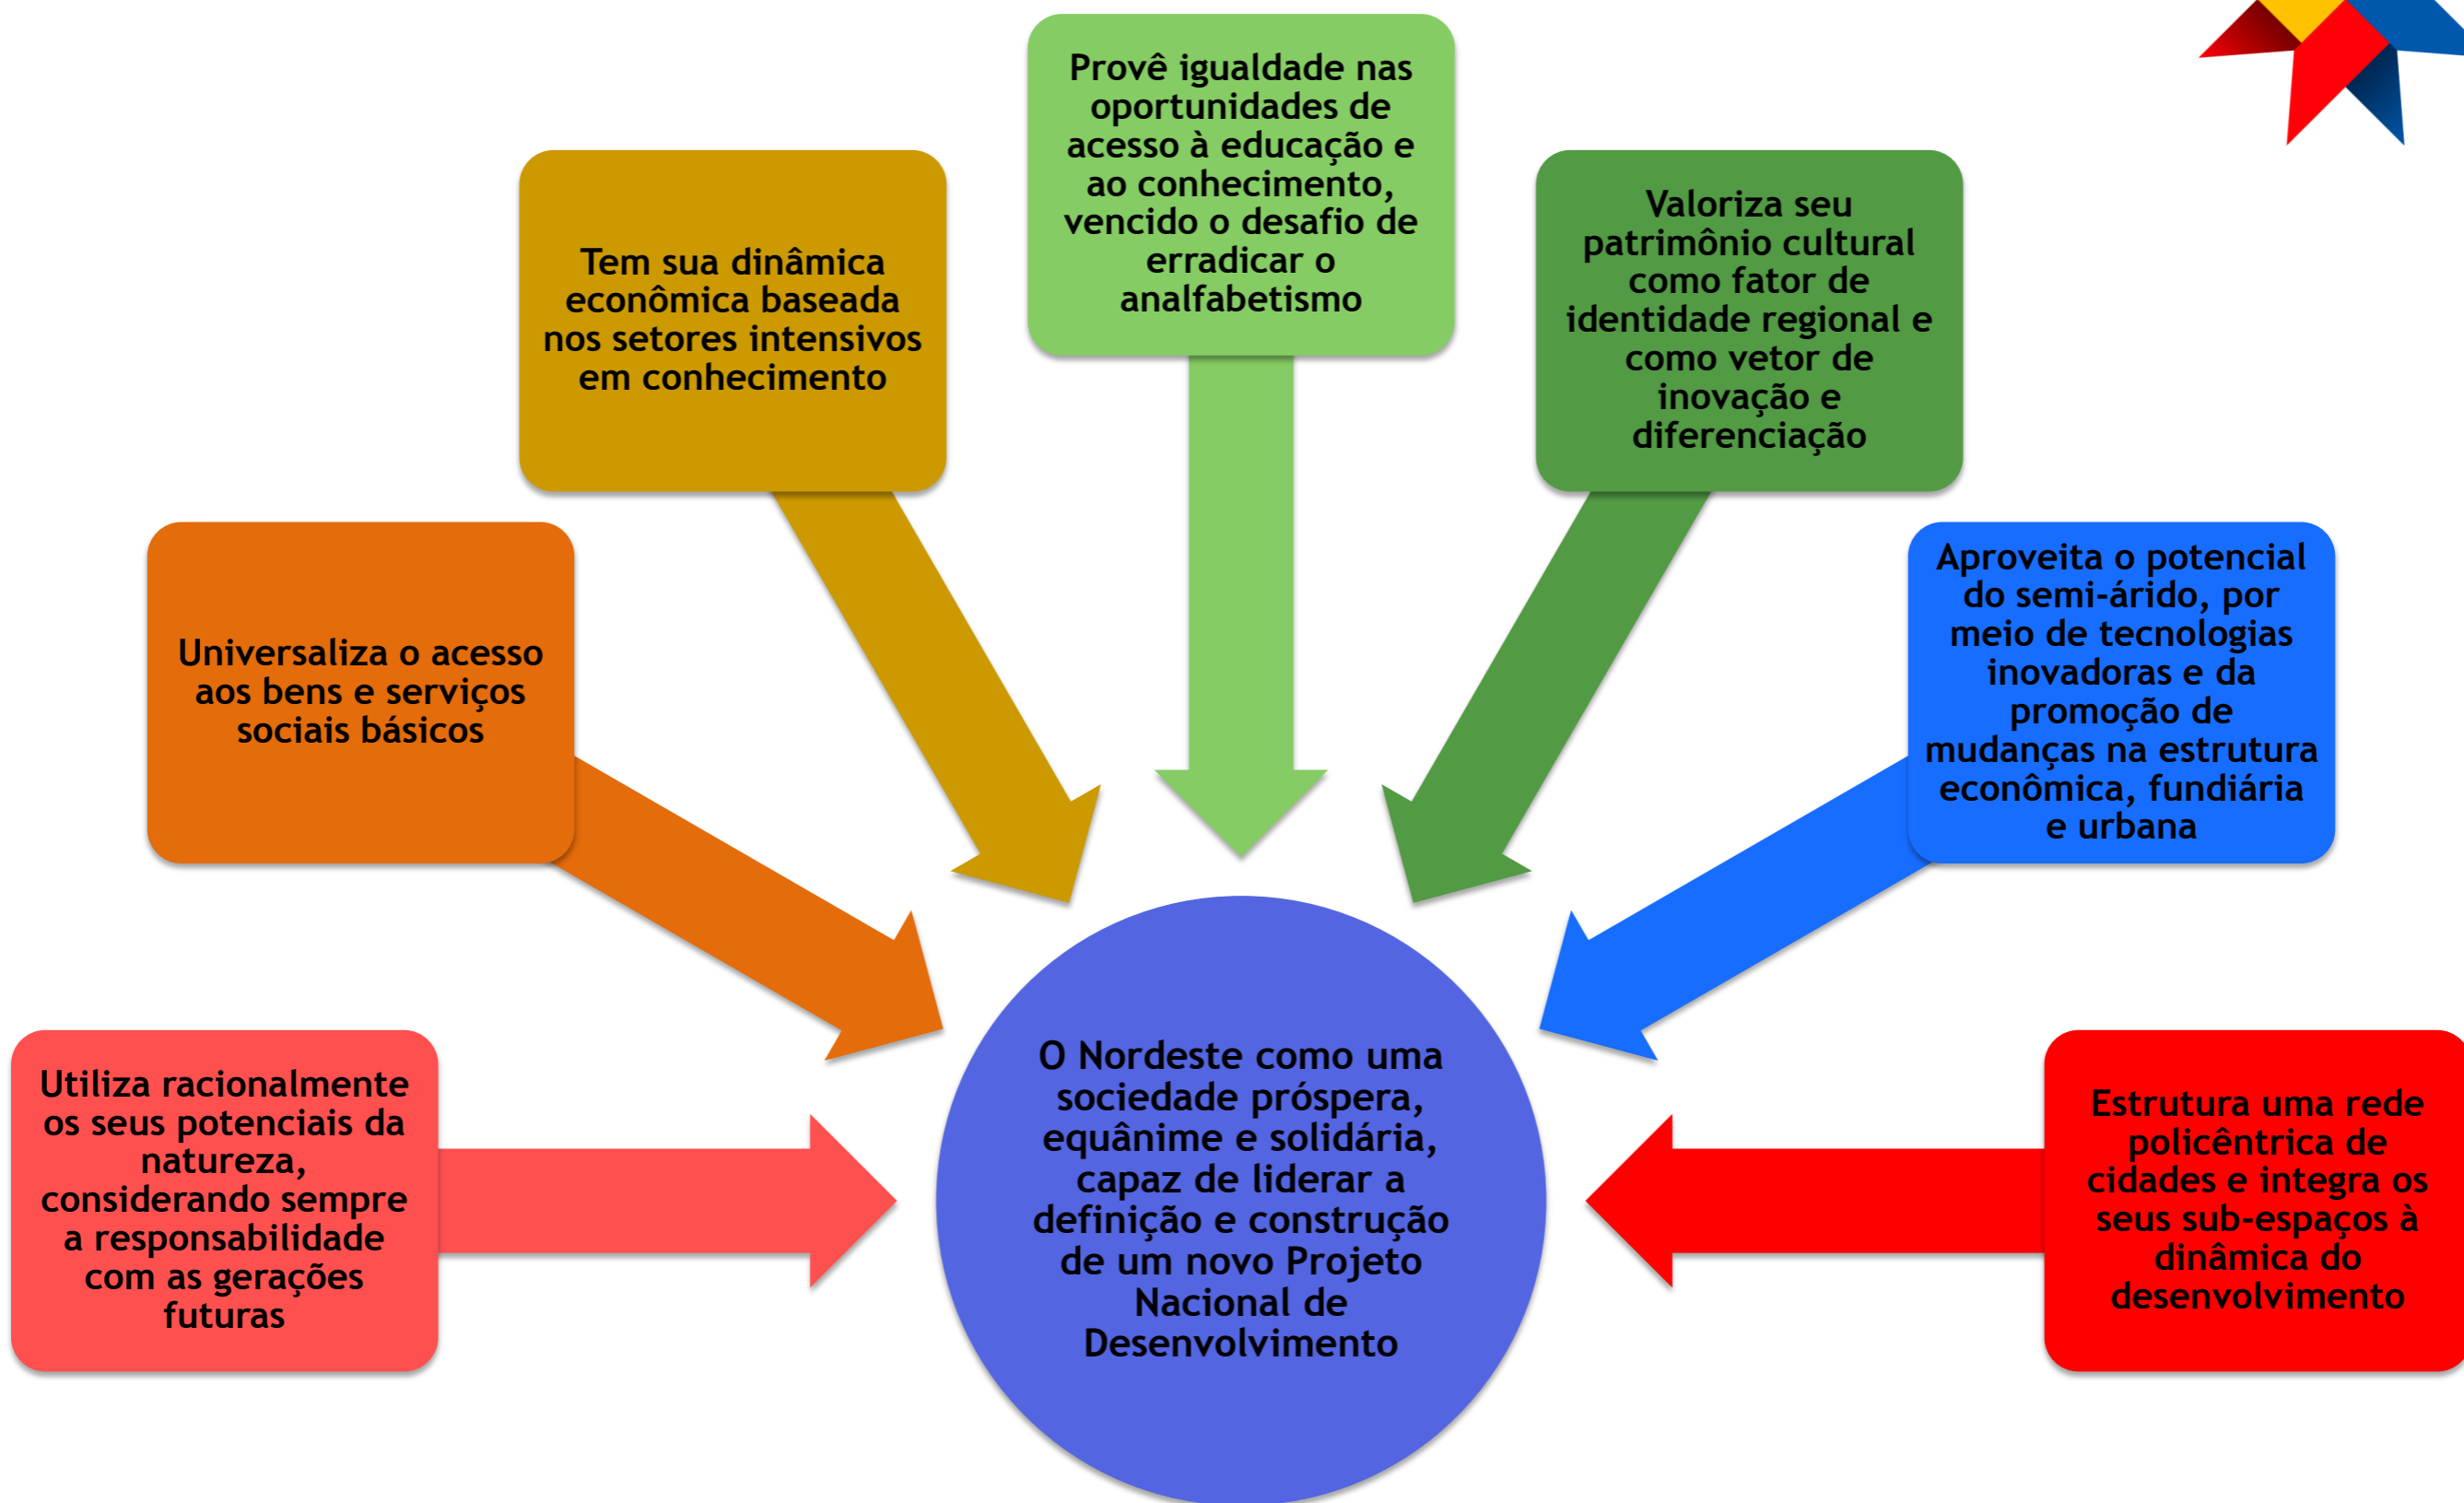 Provê igualdade nas
oportunidades de
acesso à educação e
ao conhecimento,
vencido o desafio de
erradicar o
analfabetismo
Tem sua dinâmica
econômica baseada
nos setores intensivos
em conhecimento
Valoriza seu
patrimônio cultural
como fator de
identidade regional e
como vetor de
inovação e
diferenciação
Universaliza o acesso
aos bens e serviços
sociais básicos
Aproveita o potencial
do semi-árido, por
meio de tecnologias
inovadoras e da
promoção de
mudanças na estrutura
econômica, fundiária
e urbana
Utiliza racionalmente
os seus potenciais da
natureza,
considerando sempre
a responsabilidade
com as gerações
futuras
O Nordeste como uma
sociedade próspera,
equânime e solidária,
capaz de liderar a
definição e construção
de um novo Projeto
Nacional de
Desenvolvimento
Estrutura uma rede
policêntrica de
cidades e integra os
seus sub-espaços à
dinâmica do
desenvolvimento